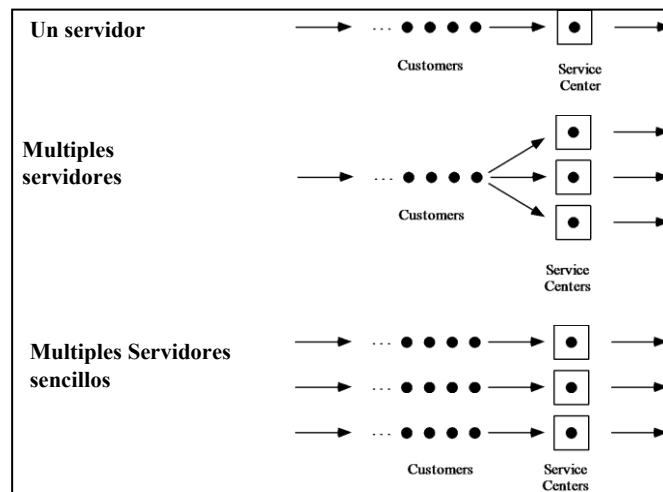 Un servidor
Customers
Service
Center
Multiples
servidores
Customers
Service
Centers
Multiples Servidores
sencillos
Customers
Service
Centers